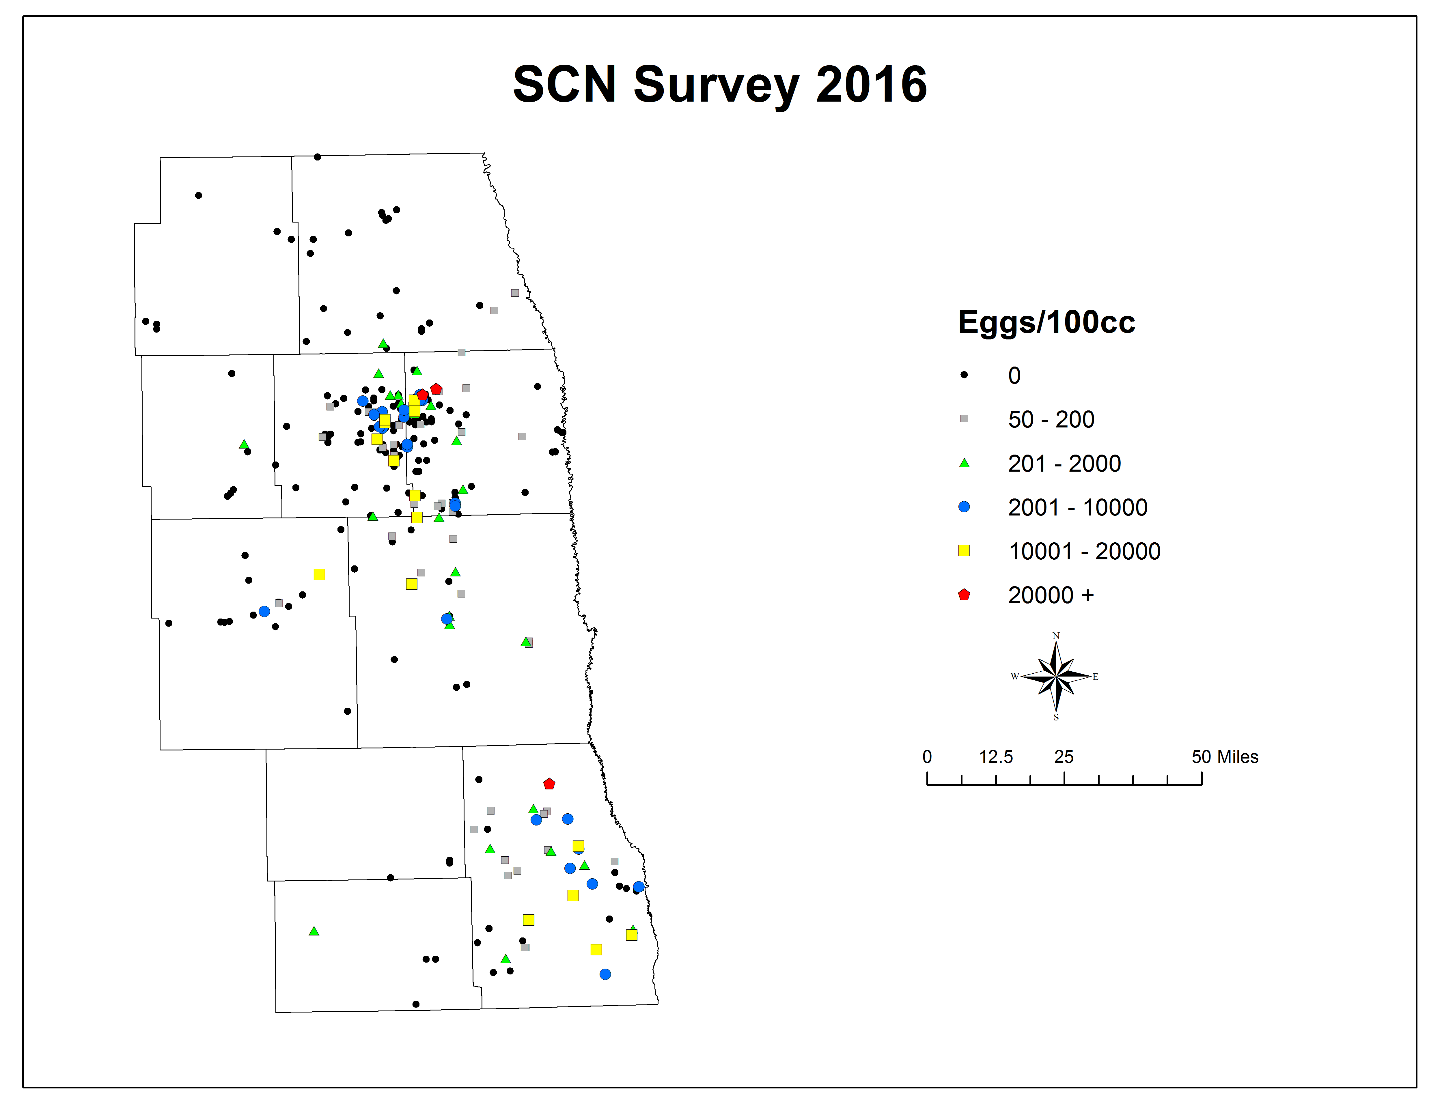 SCN Survey 2016
Eggs/100cc
0
50 - 200
201 - 2000
2001 - 10000
10001 - 20000
20000 +
N
W E
S
0 12.5 25 50 Miles